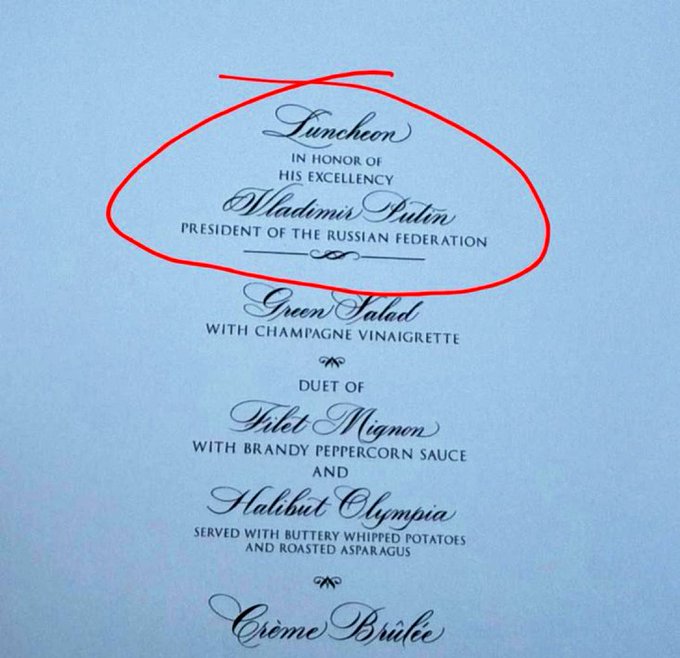 Luncheon
IN HONOR OF
HIS EXCELLENCY
Vladimir Putin
PRESIDENT OF THE RUSSIAN FEDERATION
Green Salad
WITH CHAMPAGNE VINAIGRETTE
DUET OF
Filet Mignon
WITH BRANDY PEPPERCORN SAUCE
AND
Halibut Olympia
SERVED WITH BUTTERY WHIPPED POTATOES
AND ROASTED ASPARAGUS
Crème Brûlée